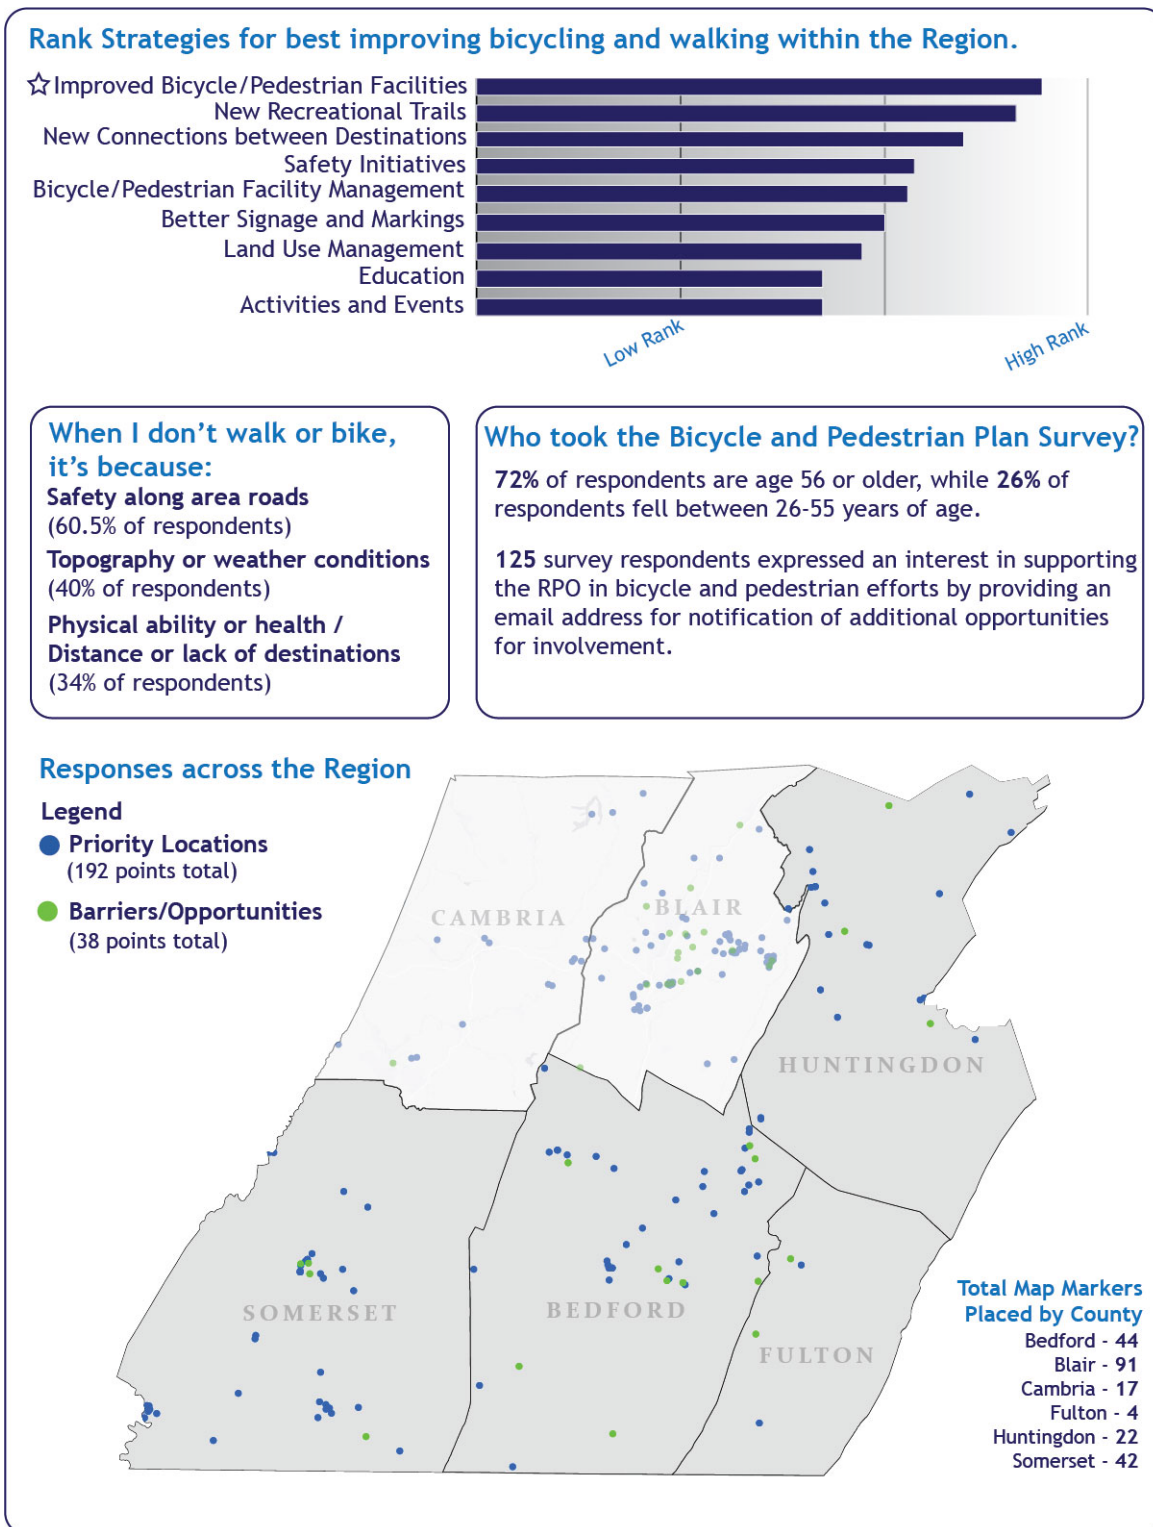 Rank Strategies for best improving bicycling and walking within the Region.
Improved Bicycle/Pedestrian Facilities
New Recreational Trails
New Connections between Destinations
Safety Initiatives
Bicycle/Pedestrian Facility Management
Better Signage and Markings
Land Use Management
Education
Activities and Events
Low Rank
High Rank
When I don't walk or bike,
it's because:
Safety along area roads
(60.5% of respondents)
Topography or weather conditions
(40% of respondents)
Physical ability or health /
Distance or lack of destinations
(34% of respondents)
Who took the Bicycle and Pedestrian Plan Survey?
72% of respondents are age 56 or older, while 26% of
respondents fell between 26-55 years of age.
125 survey respondents expressed an interest in supporting
the RPO in bicycle and pedestrian efforts by providing an
email address for notification of additional opportunities
for involvement.
Responses across the Region
Legend
Priority Locations
(192 points total)
Barriers/Opportunities
(38 points total)
CAMBRIA
BLAIR
HUNTINGDON
SOMERSET
BEDFORD
FULTON
Total Map Markers
Placed by County
Bedford - 44
Blair - 91
Cambria - 17
Fulton - 4
Huntingdon - 22
Somerset - 42